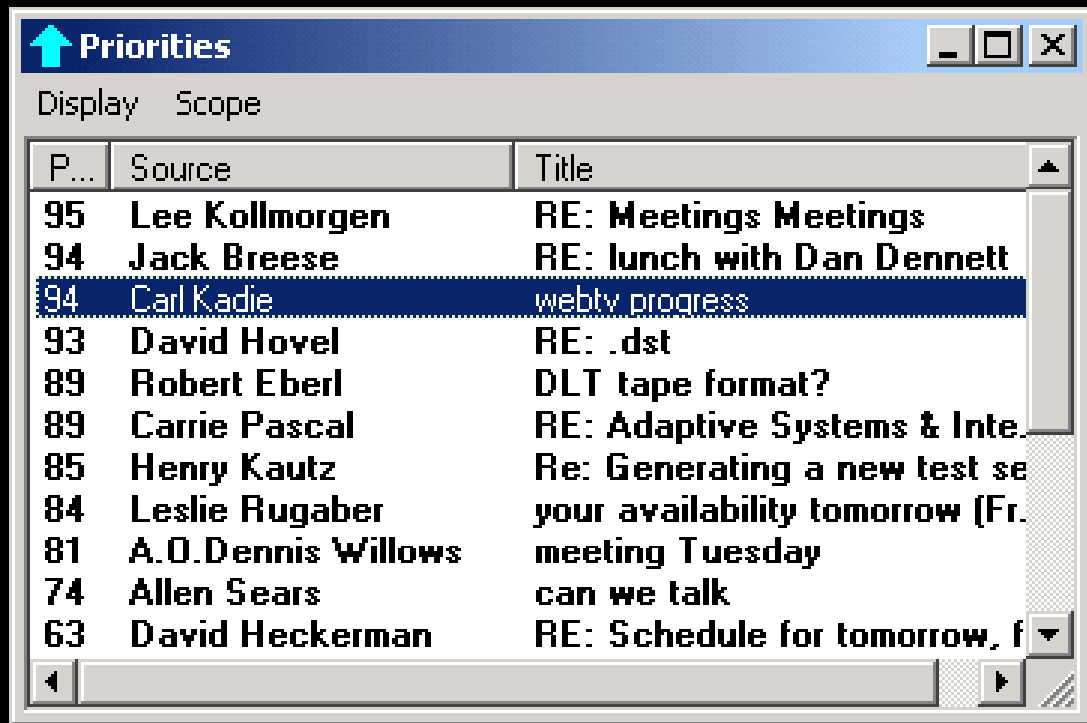 Priorities
Display Scope
P... Source Title
95 Lee Kollmorgen RE: Meetings Meetings
94 Jack Breese RE: lunch with Dan Dennett
94 Carl Kadie webtv progress
93 David Hovel RE: .dst
89 Robert Eberl DLT tape format?
89 Carrie Pascal RE: Adaptive Systems & Inte.
85 Henry Kautz Re: Generating a new test se
84 Leslie Rugaber your availability tomorrow (Fr.
81 A.O.Dennis Willows meeting Tuesday
74 Allen Sears can we talk
63 David Heckerman RE: Schedule for tomorrow, f